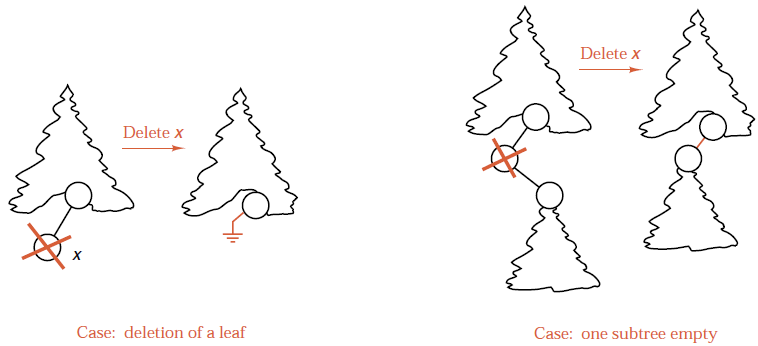 Delete x
x
Case: deletion of a leaf
Delete x
Case: one subtree empty